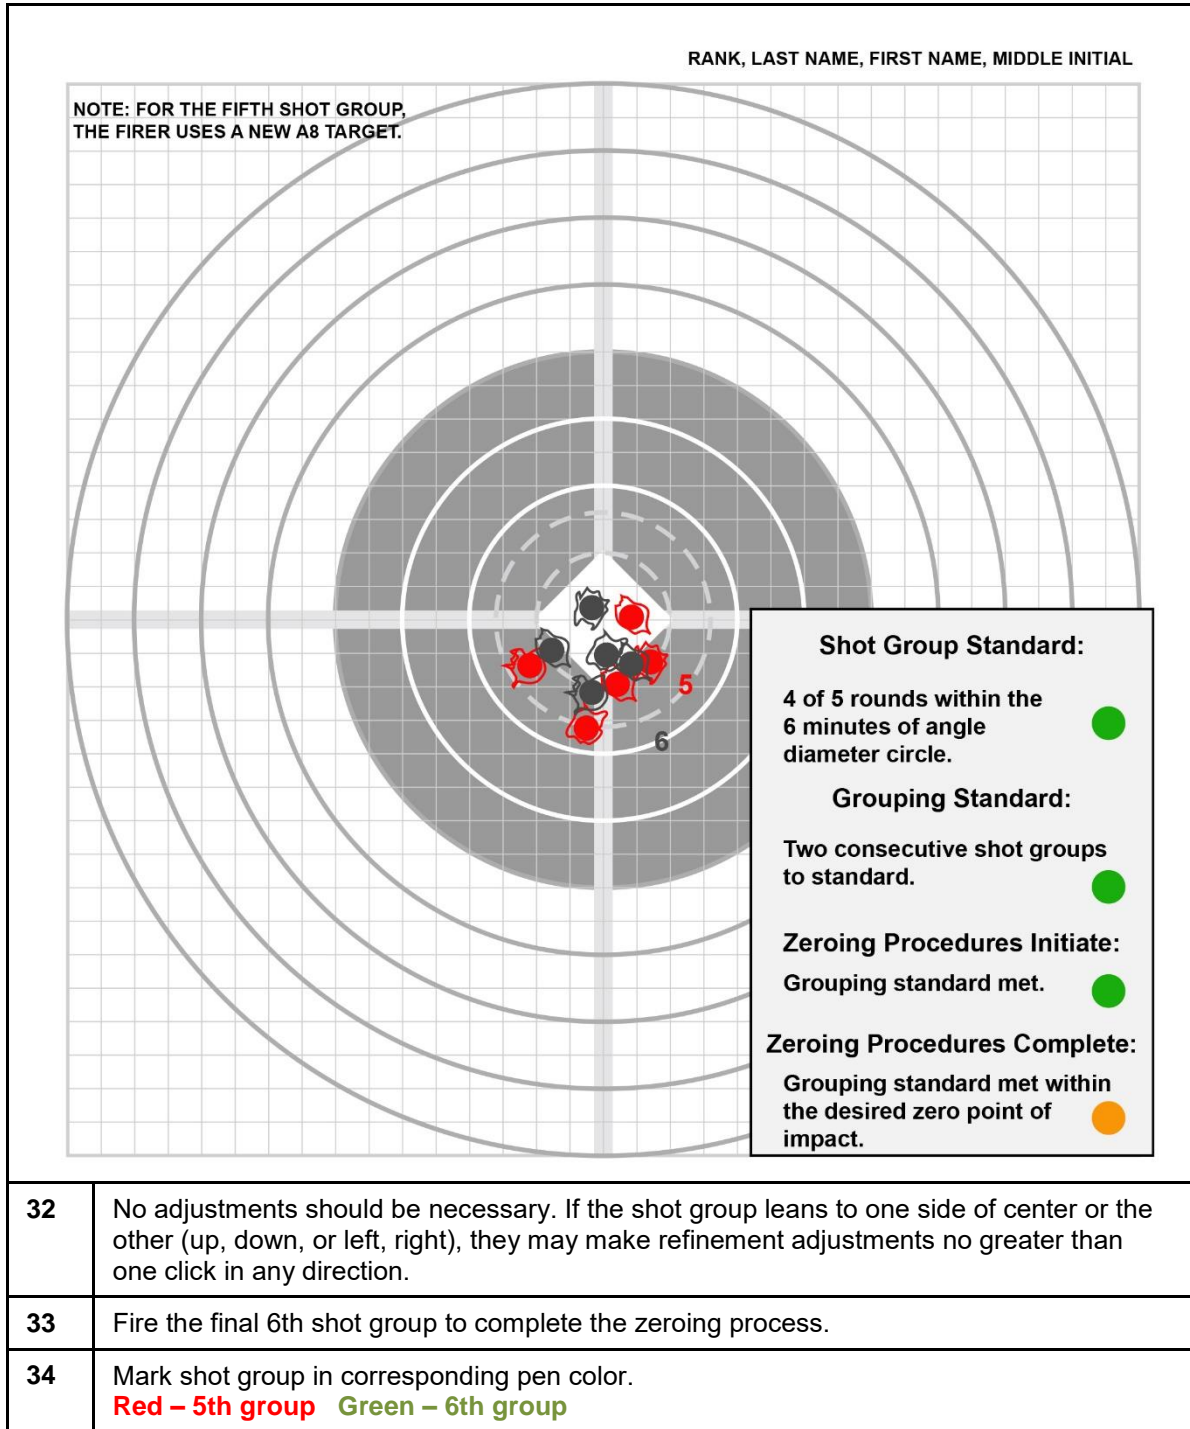 RANK, LAST NAME, FIRST NAME, MIDDLE INITIAL
NOTE: FOR THE FIFTH SHOT GROUP,
THE FIRER USES A NEW A8 TARGET.
5
6
Shot Group Standard:
4 of 5 rounds within the
6 minutes of angle
diameter circle.
Grouping Standard:
Two consecutive shot groups
to standard.
Zeroing Procedures Initiate:
Grouping standard met.
Zeroing Procedures Complete:
Grouping standard met within
the desired zero point of
impact.
32 No adjustments should be necessary. If the shot group leans to one side of center or the
other (up, down, or left, right), they may make refinement adjustments no greater than
one click in any direction.
33 Fire the final 6th shot group to complete the zeroing process.
34 Mark shot group in corresponding pen color.
Red – 5th group Green – 6th group